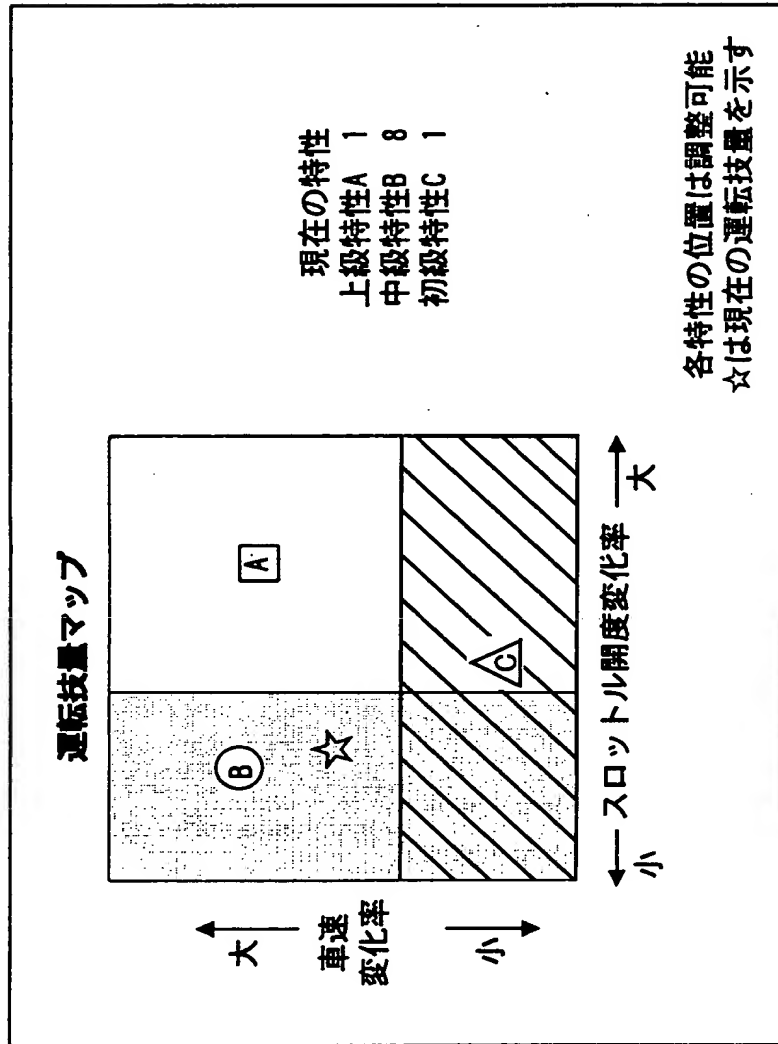 運転技量マップ
大
車速
変化率
小
B
A
C
小
スロットル開度変化率
大
現在の特性
上級特性A 1
中級特性B 8
初級特性C 1
各特性の位置は調整可能
☆は現在の運転技量を示す